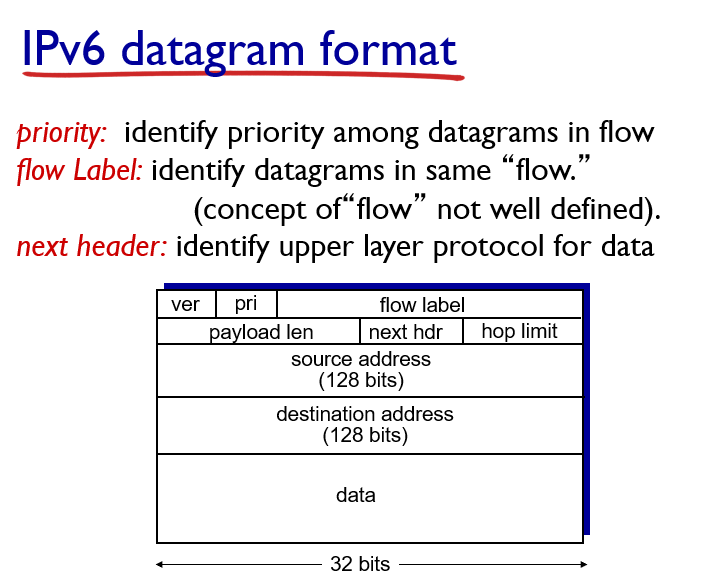 IPv6 datagram format
priority: identify priority among datagrams in flow
flow Label: identify datagrams in same “flow.”
(concept of“flow” not well defined).
next header: identify upper layer protocol for data
ver pri flow label
payload len next hdr hop limit
source address
(128 bits)
destination address
(128 bits)
data
32 bits